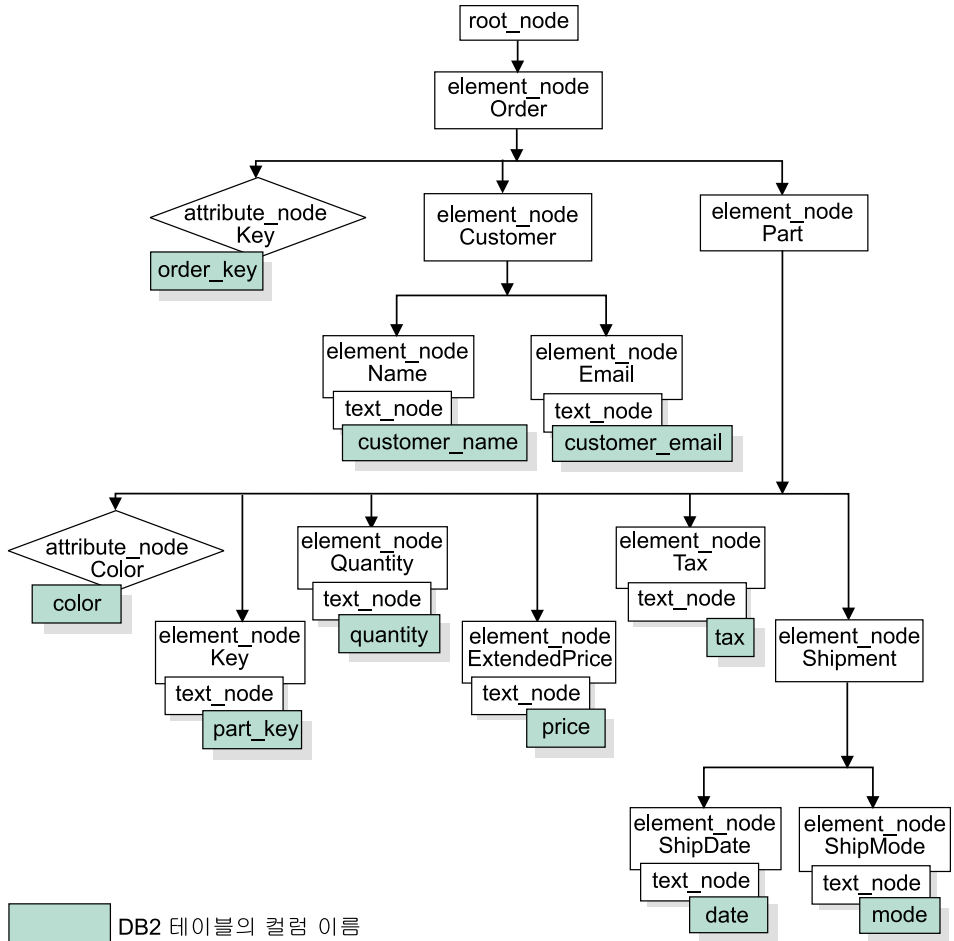 root_node
element_node
Order
attribute_node
Key
order_key
element_node
Customer
element_node
Part
element_node
Name
text_node
customer_name
element_node
Email
text_node
customer_email
attribute_node
Color
color
element_node
Key
text_node
part_key
element_node
Quantity
text_node
quantity
element_node
ExtendedPrice
text_node
price
element_node
Tax
text_node
tax
element_node
Shipment
element_node
ShipDate
text_node
date
element_node
ShipMode
text_node
mode
DB2 테이블의 컬럼 이름